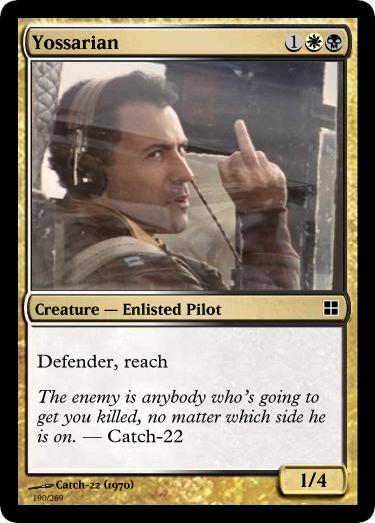 Yossarian 1
Creature — Enlisted Pilot
Defender, reach
The enemy is anybody who's going to
get you killed, no matter which side he
is on. — Catch-22
1/4
Catch-22 (1970)
190/269